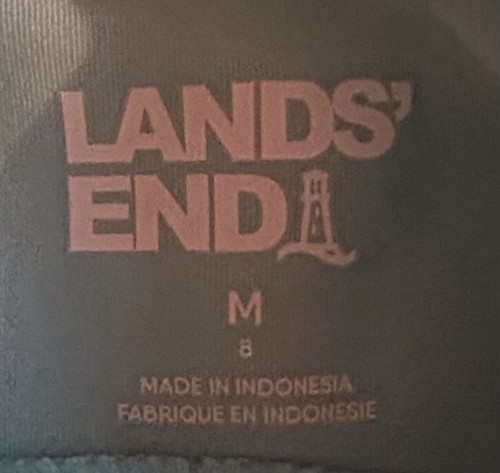 LANDS'
END
M
8
MADE IN INDONESIA
FABRIQUE EN INDONESIE